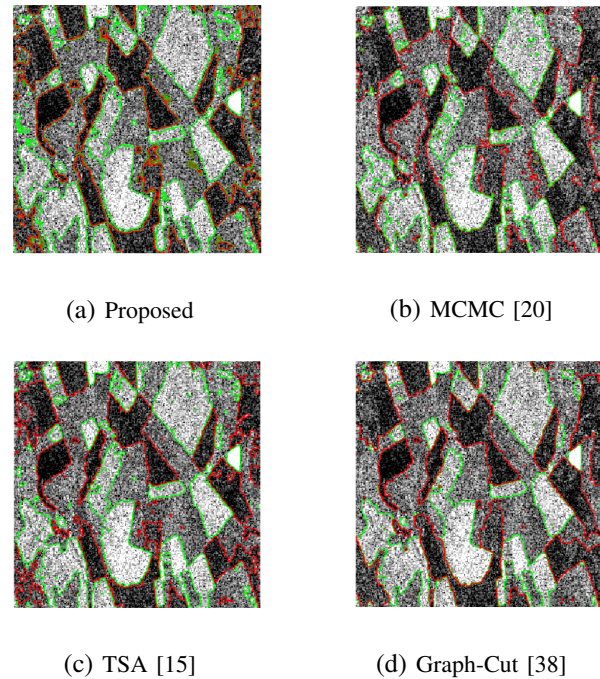 (a) Proposed
(b) MCMC [20]
(c) TSA [15]
(d) Graph-Cut [38]